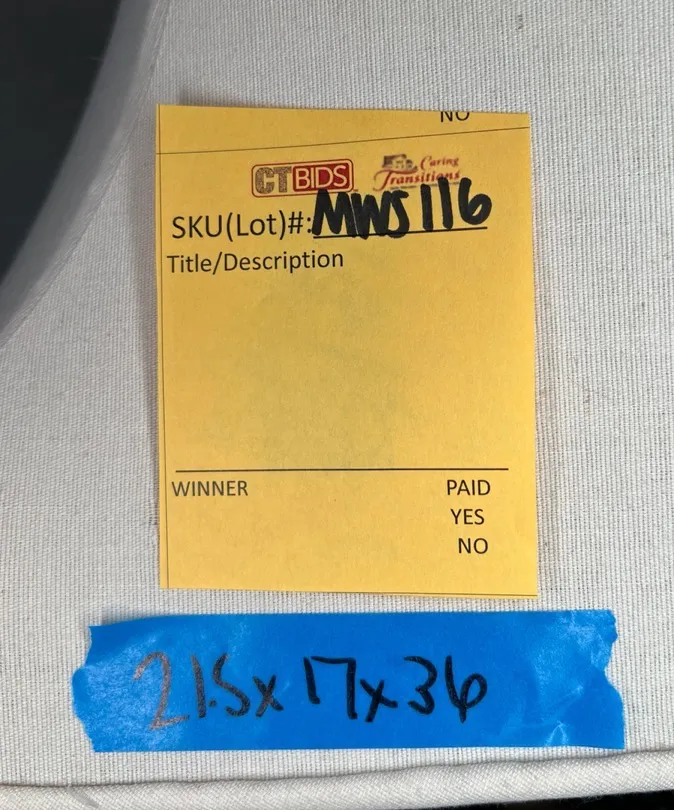 NO
CTBIDS
Caring
Transitions
SKU(Lot)#: MWS116
Title/Description
WINNER PAID
YES
NO
21.5x17x36